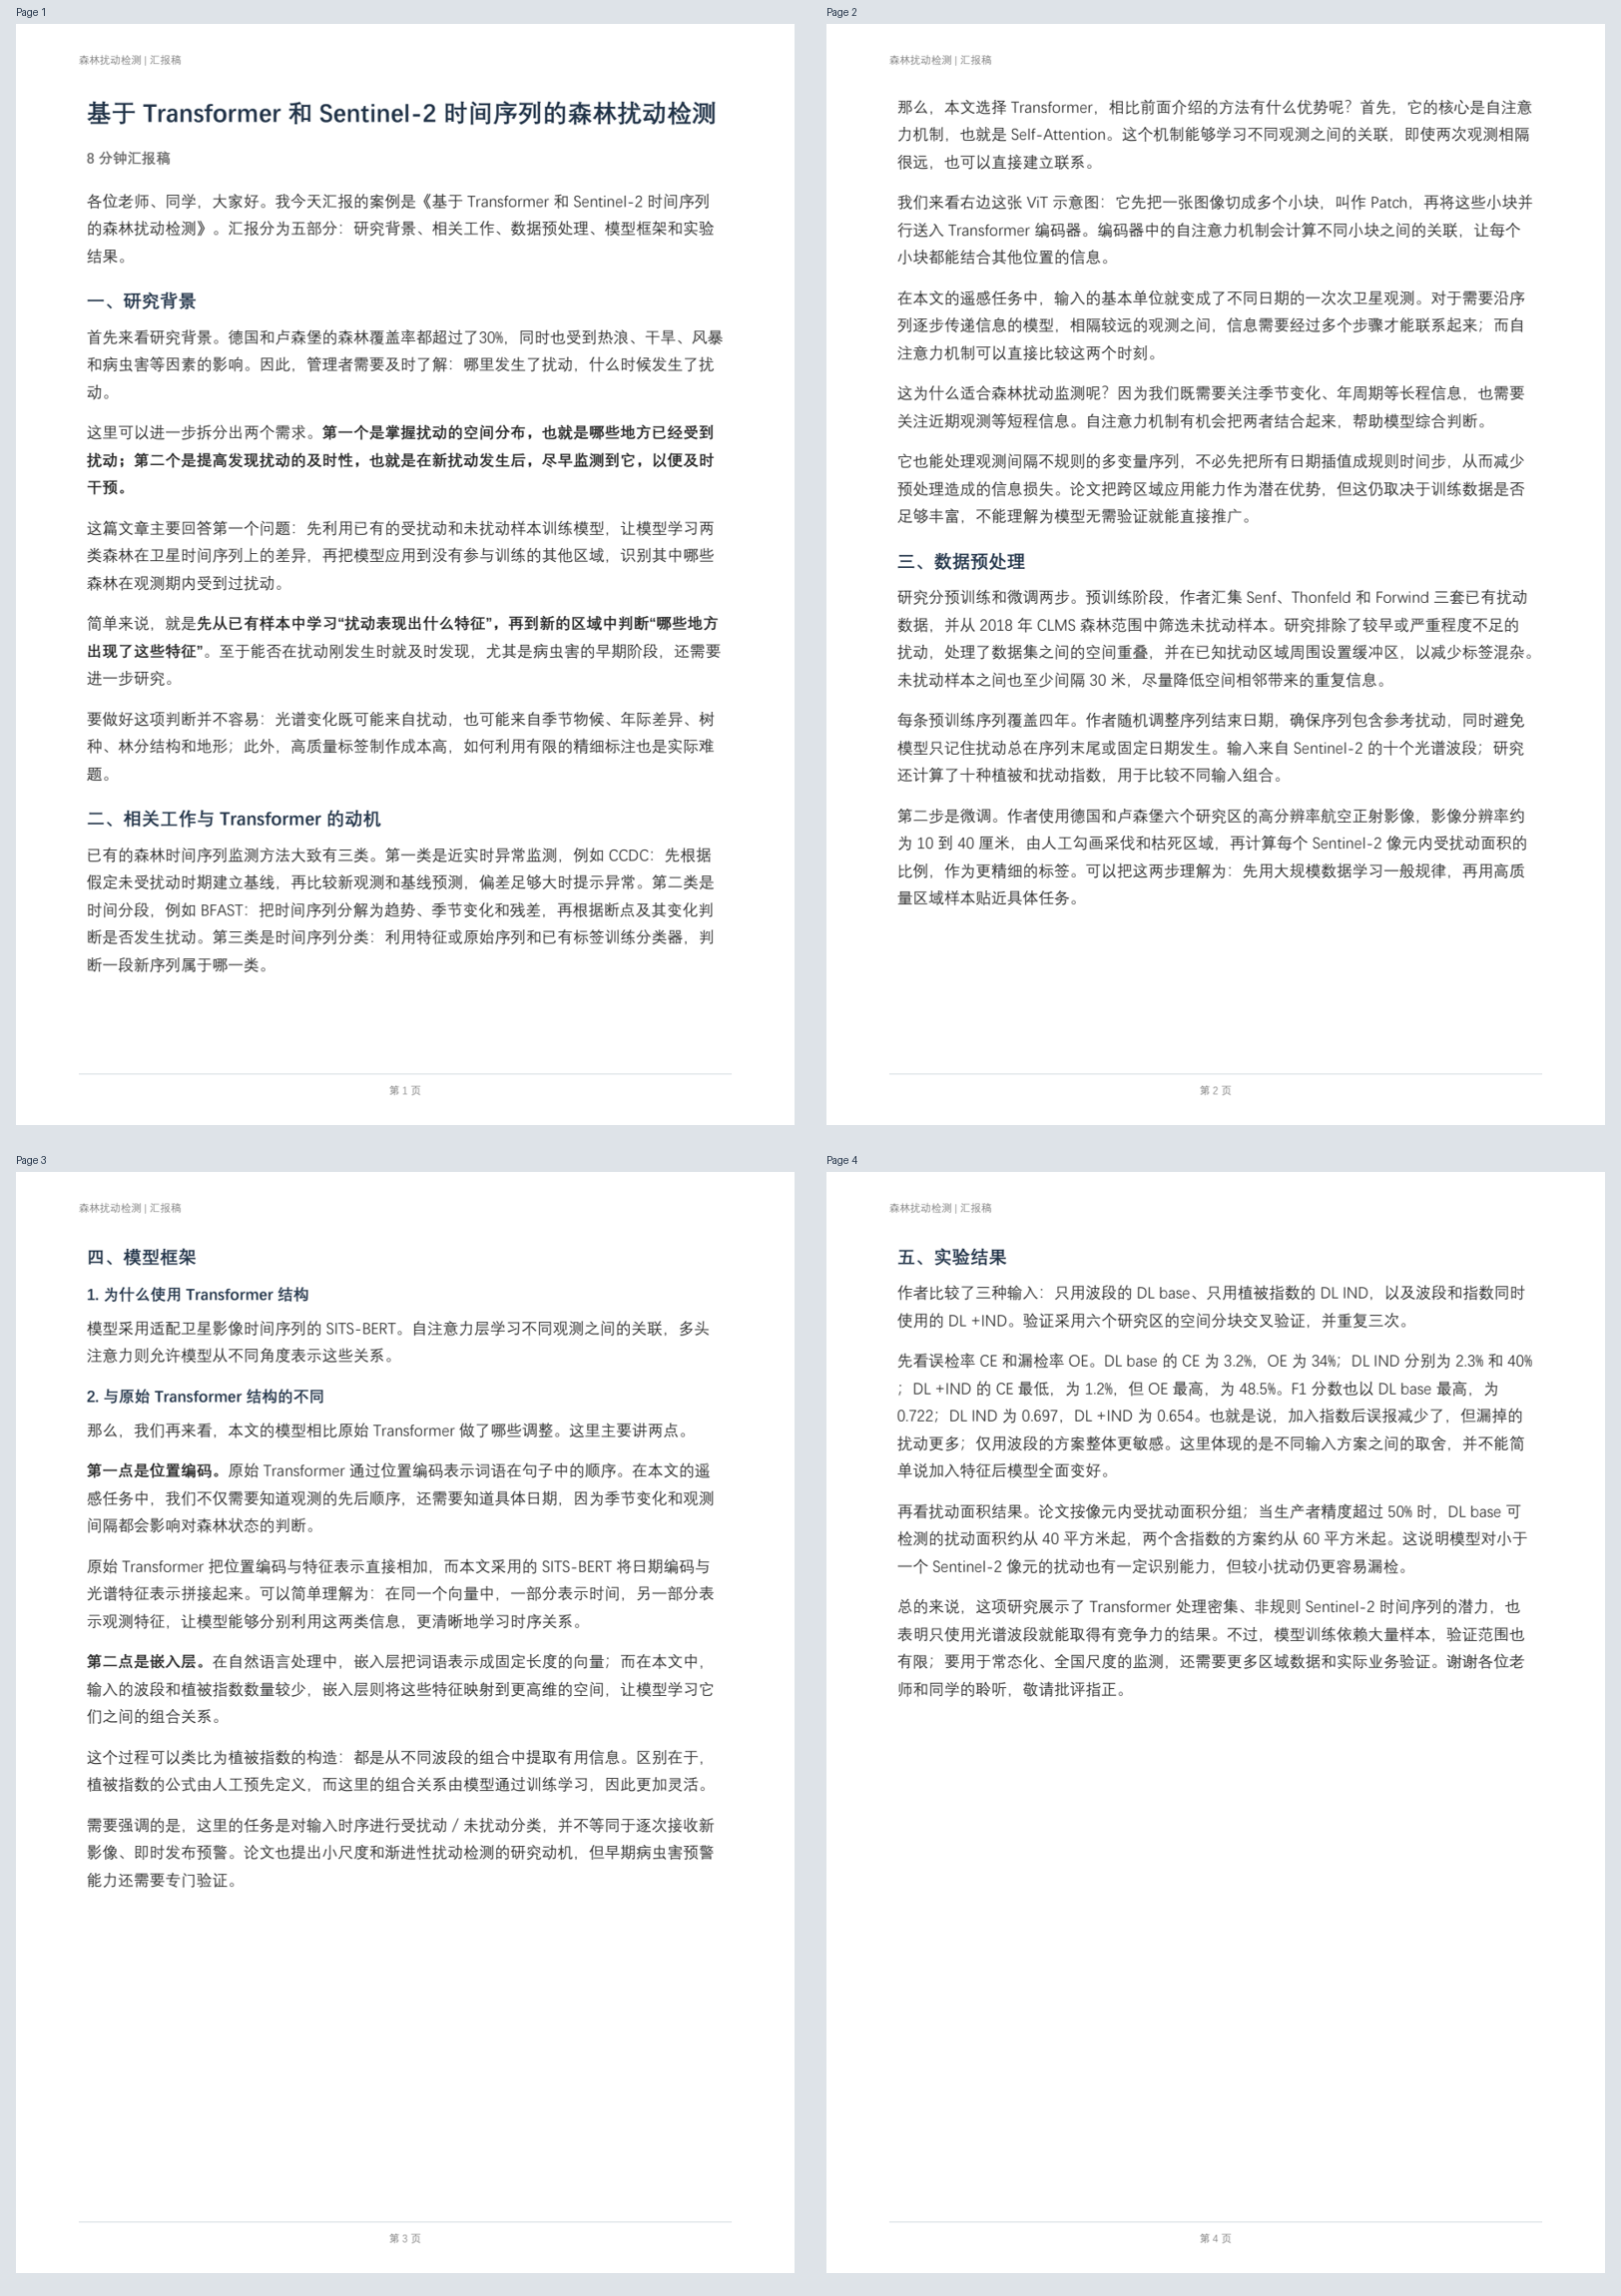 Page 1
森林扰动检测 | 汇报稿
基于 Transformer 和 Sentinel-2 时间序列的森林扰动检测
8 分钟汇报稿
各位老师、同学，大家好。我今天汇报的案例是《基于 Transformer 和 Sentinel-2 时间序列
的森林扰动检测》。汇报分为五部分：研究背景、相关工作、数据预处理、模型框架和实验
结果。
一、研究背景
首先来看研究背景。德国和卢森堡的森林覆盖率都超过了30%，同时也受到热浪、干旱、风暴
和病虫害等因素的影响。因此，管理者需要及时了解：哪里发生了扰动，什么时候发生了扰
动。
这里可以进一步拆分出两个需求。第一个是掌握扰动的空间分布，也就是哪些地方已经受到
扰动；第二个是提高发现扰动的及时性，也就是在新扰动发生后，尽早监测到它，以便及时
干预。
这篇文章主要回答第一个问题：先利用已有的受扰动和未扰动样本训练模型，让模型学习两
类森林在卫星时间序列上的差异，再把模型应用到没有参与训练的其他区域，识别其中哪些
森林在观测期内受到过扰动。
简单来说，就是先从已有样本中学习“扰动表现出什么特征”，再到新的区域中判断“哪些地方
出现了这些特征”。至于能否在扰动刚发生时就及时发现，尤其是病虫害的早期阶段，还需要
进一步研究。
要做好这项判断并不容易：光谱变化既可能来自扰动，也可能来自季节物候、年际差异、树
种、林分结构和地形；此外，高质量标签制作成本高，如何利用有限的精细标注也是实际难
题。
二、相关工作与 Transformer 的动机
已有的森林时间序列监测方法大致有三类。第一类是近实时异常监测，例如 CCDC：先根据
假定未受扰动时期建立基线，再比较新观测和基线预测，偏差足够大时提示异常。第二类是
时间分段，例如 BFAST：把时间序列分解为趋势、季节变化和残差，再根据断点及其变化判
断是否发生扰动。第三类是时间序列分类：利用特征或原始序列和已有标签训练分类器，判
断一段新序列属于哪一类。
第 1 页
Page 2
森林扰动检测 | 汇报稿
那么，本文选择 Transformer，相比前面介绍的方法有什么优势呢？首先，它的核心是自注意
力机制，也就是 Self-Attention。这个机制能够学习不同观测之间的关联，即使两次观测相隔
很远，也可以直接建立联系。
我们来看右边这张 ViT 示意图：它先把一张图像切成多个小块，叫作 Patch，再将这些小块并
行送入 Transformer 编码器。编码器中的自注意力机制会计算不同小块之间的关联，让每个
小块都能结合其他位置的信息。
在本文的遥感任务中，输入的基本单位就变成了不同日期的一次次卫星观测。对于需要沿序
列逐步传递信息的模型，相隔较远的观测之间，信息需要经过多个步骤才能联系起来；而自
注意力机制可以直接比较这两个时刻。
这为什么适合森林扰动监测呢？因为我们既需要关注季节变化、年周期等长程信息，也需要
关注近期观测等短程信息。自注意力机制有机会把两者结合起来，帮助模型综合判断。
它也能处理观测间隔不规则的多变量序列，不必先把所有日期插值成规则时间步，从而减少
预处理造成的信息损失。论文把跨区域应用能力作为潜在优势，但这仍取决于训练数据是否
足够丰富，不能理解为模型无需验证就能直接推广。
三、数据预处理
研究分预训练和微调两步。预训练阶段，作者汇集 Senf、Thonfeld 和 Forwind 三套已有扰动
数据，并从 2018 年 CLMS 森林范围中筛选未扰动样本。研究排除了较早或严重程度不足的
扰动，处理了数据集之间的空间重叠，并在已知扰动区域周围设置缓冲区，以减少标签混杂。
未扰动样本之间也至少间隔 30 米，尽量降低空间相邻带来的重复信息。
每条预训练序列覆盖四年。作者随机调整序列结束日期，确保序列包含参考扰动，同时避免
模型只记住扰动总在序列末尾或固定日期发生。输入来自 Sentinel-2 的十个光谱波段；研究
还计算了十种植被和扰动指数，用于比较不同输入组合。
第二步是微调。作者使用德国和卢森堡六个研究区的高分辨率航空正射影像，影像分辨率约
为 10 到 40 厘米，由人工勾画采伐和枯死区域，再计算每个 Sentinel-2 像元内受扰动面积的
比例，作为更精细的标签。可以把这两步理解为：先用大规模数据学习一般规律，再用高质
量区域样本贴近具体任务。
第 2 页
Page 3
森林扰动检测 | 汇报稿
四、模型框架
1. 为什么使用 Transformer 结构
模型采用适配卫星影像时间序列的 SITS-BERT。自注意力层学习不同观测之间的关联，多头
注意力则允许模型从不同角度表示这些关系。
2. 与原始 Transformer 结构的不同
那么，我们再来看，本文的模型相比原始 Transformer 做了哪些调整。这里主要讲两点。
第一点是位置编码。原始 Transformer 通过位置编码表示词语在句子中的顺序。在本文的遥
感任务中，我们不仅需要知道观测的先后顺序，还需要知道具体日期，因为季节变化和观测
间隔都会影响对森林状态的判断。
原始 Transformer 把位置编码与特征表示直接相加，而本文采用的 SITS-BERT 将日期编码与
光谱特征表示拼接起来。可以简单理解为：在同一个向量中，一部分表示时间，另一部分表
示观测特征，让模型能够分别利用这两类信息，更清晰地学习时序关系。
第二点是嵌入层。在自然语言处理中，嵌入层把词语表示成固定长度的向量；而在本文中，
输入的波段和植被指数数量较少，嵌入层则将这些特征映射到更高维的空间，让模型学习它
们之间的组合关系。
这个过程可以类比为植被指数的构造：都是从不同波段的组合中提取有用信息。区别在于，
植被指数的公式由人工预先定义，而这里的组合关系由模型通过训练学习，因此更加灵活。
需要强调的是，这里的任务是对输入时序进行受扰动 / 未扰动分类，并不等同于逐次接收新
影像、即时发布预警。论文也提出小尺度和渐进性扰动检测的研究动机，但早期病虫害预警
能力还需要专门验证。
第 3 页
Page 4
森林扰动检测 | 汇报稿
五、实验结果
作者比较了三种输入：只用波段的 DL base、只用植被指数的 DL IND，以及波段和指数同时
使用的 DL +IND。验证采用六个研究区的空间分块交叉验证，并重复三次。
先看误检率 CE 和漏检率 OE。DL base 的 CE 为 3.2%，OE 为 34%；DL IND 分别为 2.3% 和 40%
；DL +IND 的 CE 最低，为 1.2%，但 OE 最高，为 48.5%。F1 分数也以 DL base 最高，为
0.722；DL IND 为 0.697，DL +IND 为 0.654。也就是说，加入指数后误报减少了，但漏掉的
扰动更多；仅用波段的方案整体更敏感。这里体现的是不同输入方案之间的取舍，并不能简
单说加入特征后模型全面变好。
再看扰动面积结果。论文按像元内受扰动面积分组；当生产者精度超过 50% 时，DL base 可
检测的扰动面积约从 40 平方米起，两个含指数的方案约从 60 平方米起。这说明模型对小于
一个 Sentinel-2 像元的扰动也有一定识别能力，但较小扰动仍更容易漏检。
总的来说，这项研究展示了 Transformer 处理密集、非规则 Sentinel-2 时间序列的潜力，也
表明只使用光谱波段就能取得有竞争力的结果。不过，模型训练依赖大量样本，验证范围也
有限；要用于常态化、全国尺度的监测，还需要更多区域数据和实际业务验证。谢谢各位老
师和同学的聆听，敬请批评指正。
第 4 页